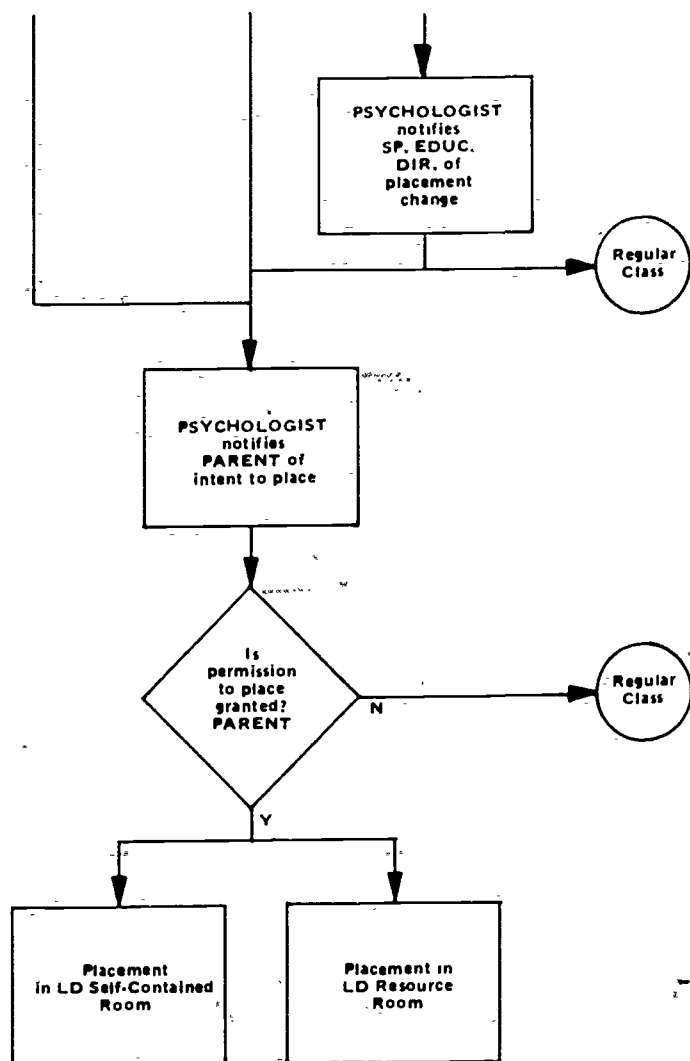 PSYCHOLOGIST
notifies
SP. EDUC.
DIR. of
placement
change
Regular
Class
PSYCHOLOGIST
notifies
PARENT of
intent to place
Is
permission
to place
granted?
PARENT
N
Regular
Class
Y
Placement
in LD Self-Contained
Room
Placement in
LD Resource
Room